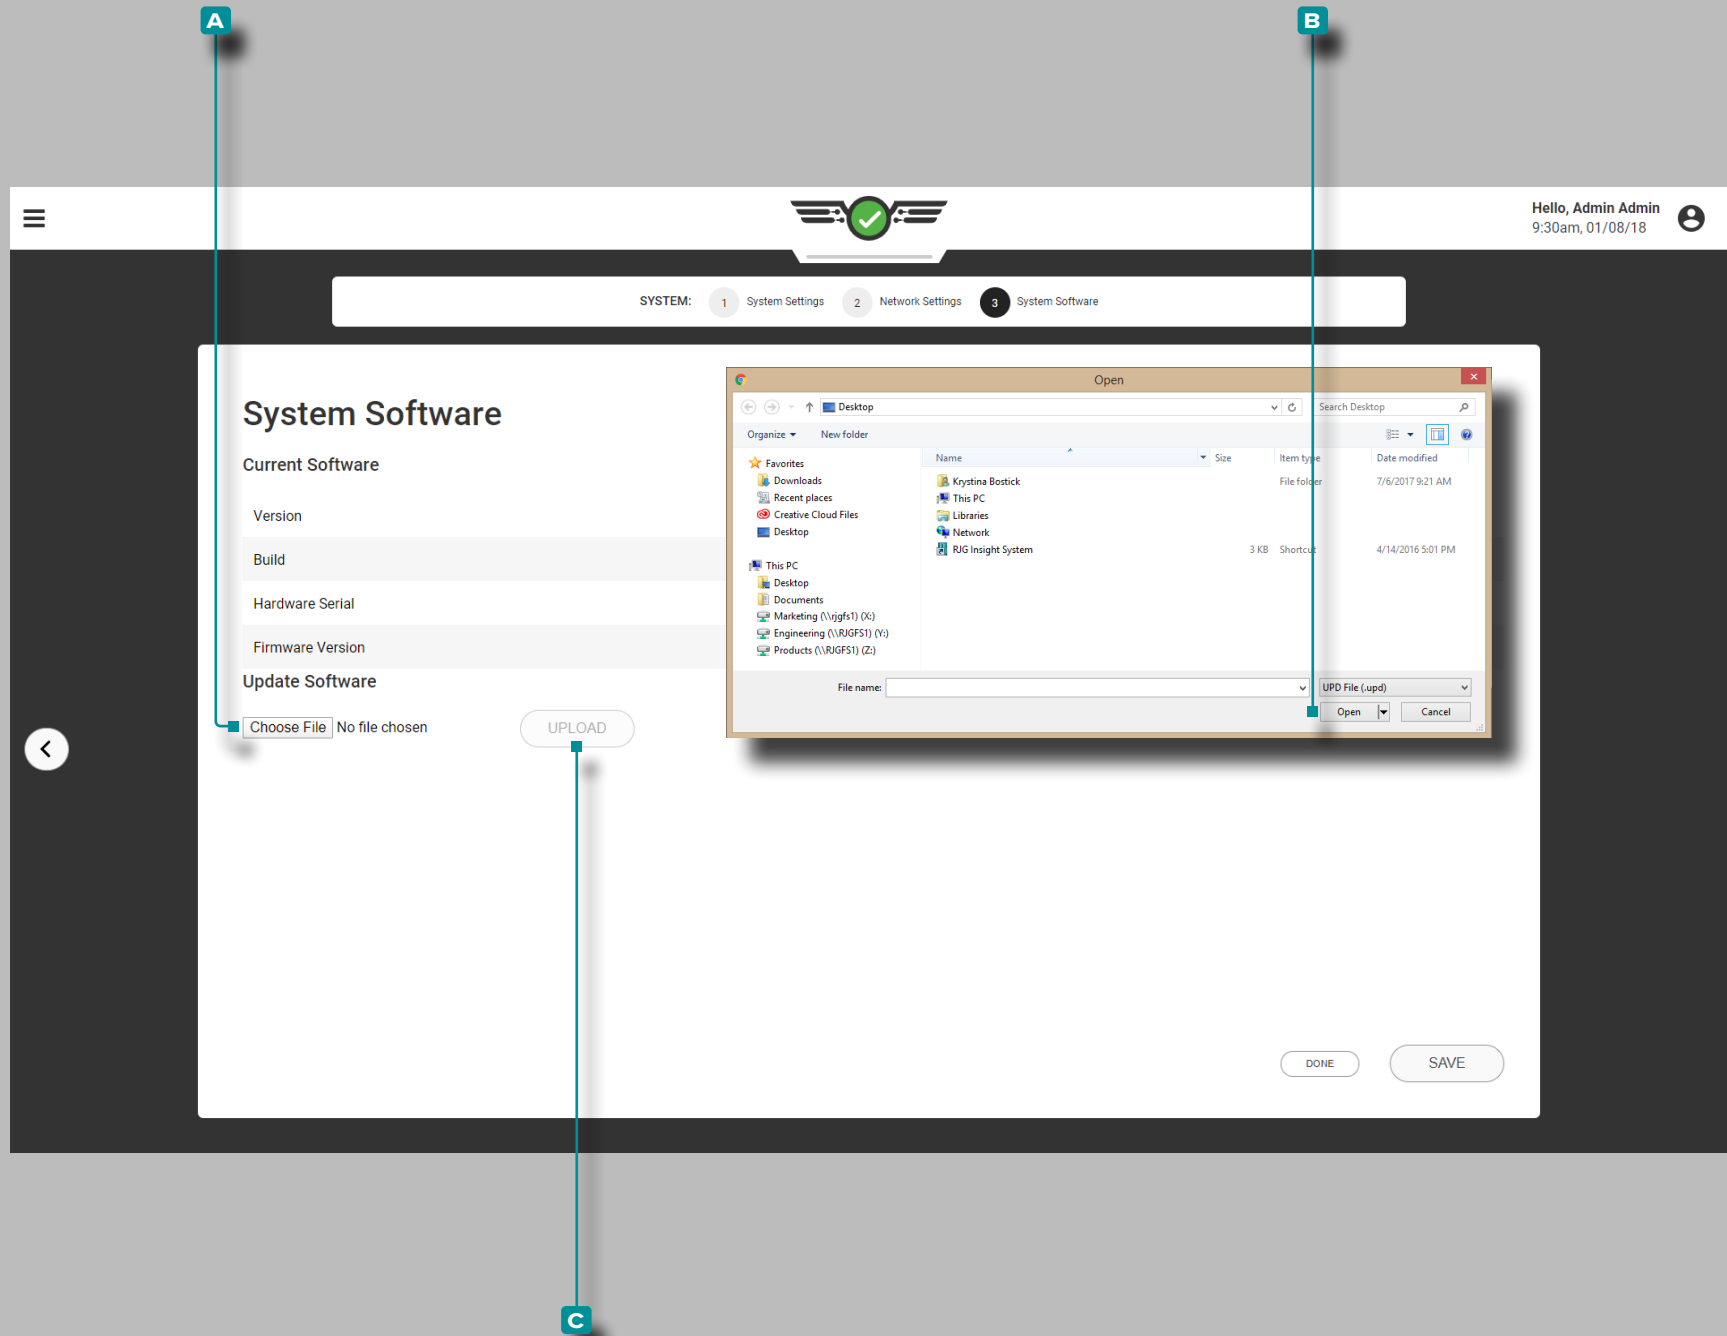 A
B
Hello, Admin Admin
9:30am, 01/08/18
SYSTEM: 1 System Settings 2 Network Settings 3 System Software
System Software
Current Software
Version
Build
Hardware Serial
Firmware Version
Update Software
Choose File No file chosen
UPLOAD
Open
Desktop
Search Desktop
Organize
New folder
Name Size Item type Date modified
Favorites
Downloads
Recent places
Creative Cloud Files
Desktop
This PC
Desktop
Documents
Marketing (\\rjgfs1) (X:)
Engineering (\\RJGFS1) (Y:)
Products (\\RJGFS1) (Z:)
Krystina Bostick File folder 7/6/2017 9:21 AM
This PC
Libraries
Network
RJG Insight System 3 KB Shortcut 4/14/2016 5:01 PM
File name:
UPD File (.upd)
Open
Cancel
DONE
SAVE
C